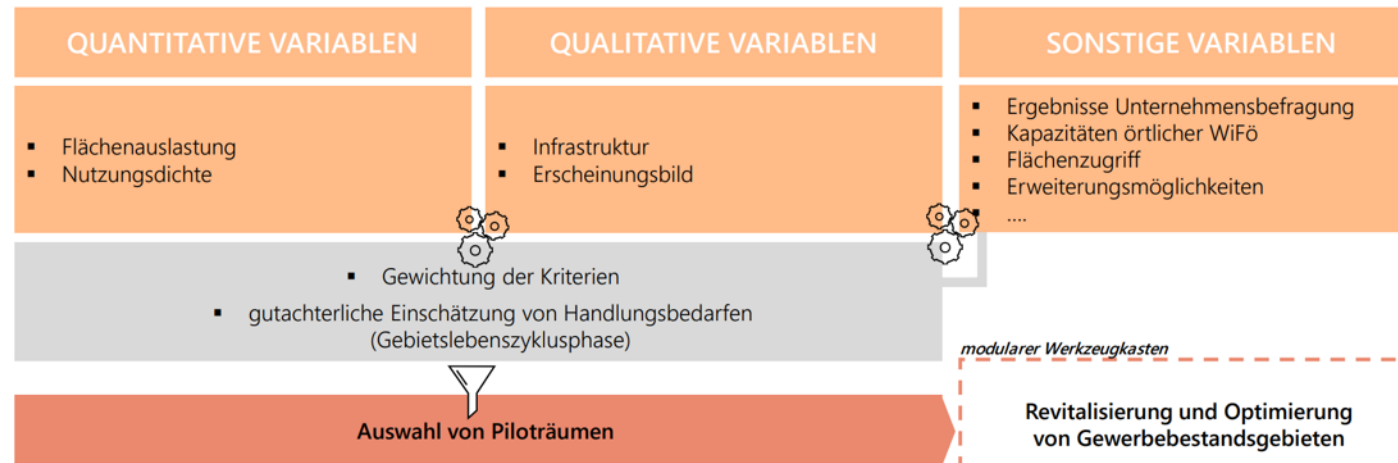 QUANTITATIVE VARIABLEN
QUALITATIVE VARIABLEN
SONSTIGE VARIABLEN
▪ Flächenauslastung
▪ Nutzungsdichte
▪ Infrastruktur
▪ Erscheinungsbild
▪ Ergebnisse Unternehmensbefragung
▪ Kapazitäten örtlicher WiFö
▪ Flächenzugriff
▪ Erweiterungsmöglichkeiten
▪ ....
▪ Gewichtung der Kriterien
▪ gutachterliche Einschätzung von Handlungsbedarfen
(Gebietslebenszyklusphase)
modularer Werkzeugkasten
Auswahl von Piloträumen
Revitalisierung und Optimierung
von Gewerbebestandsgebieten